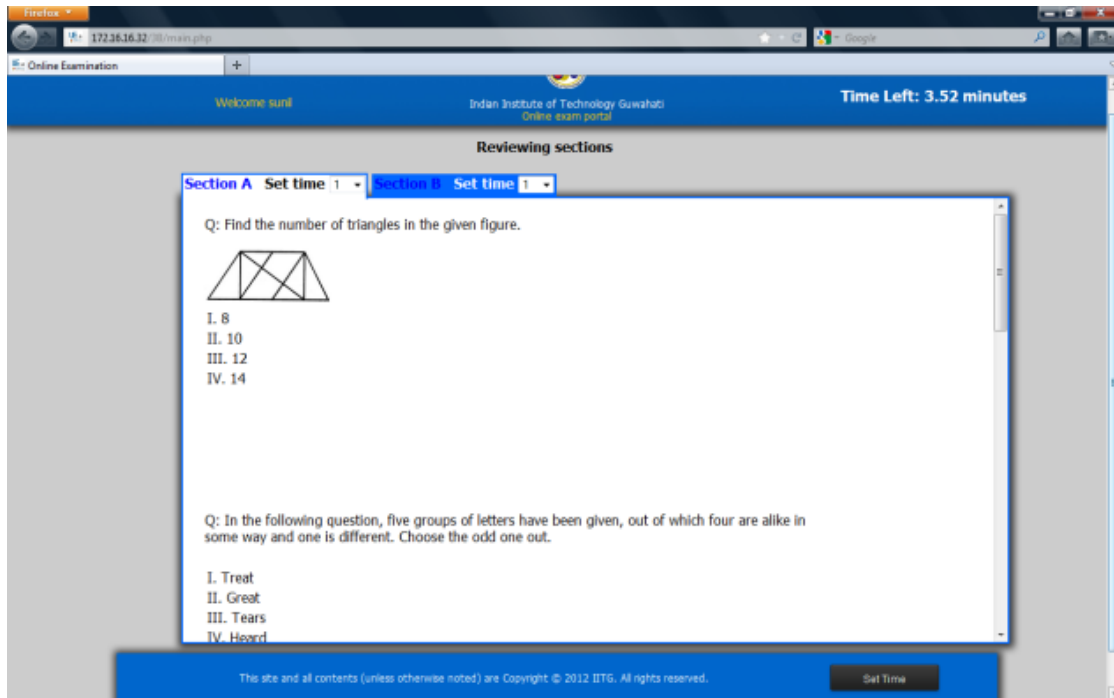 Firefox
172.16.16.32/38/main.php
Google
Online Examination
+
Welcome sunil
Indian Institute of Technology Guwahati
Online exam portal
Time Left: 3.52 minutes
Reviewing sections
Section A Set time 1
Section B Set time 1
Q: Find the number of triangles in the given figure.
I. 8
II. 10
III. 12
IV. 14
Q: In the following question, five groups of letters have been given, out of which four are alike in
some way and one is different. Choose the odd one out.
I. Treat
II. Great
III. Tears
IV. Heard
This site and all contents (unless otherwise noted) are Copyright © 2012 IITG. All rights reserved.
Set Time